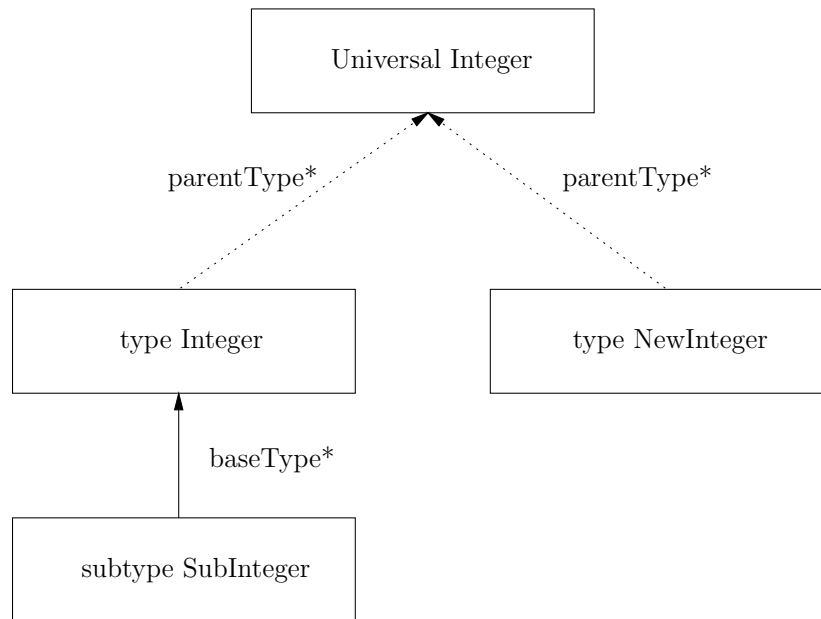 Universal Integer
parentType*
parentType*
type Integer
type NewInteger
baseType*
subtype SubInteger